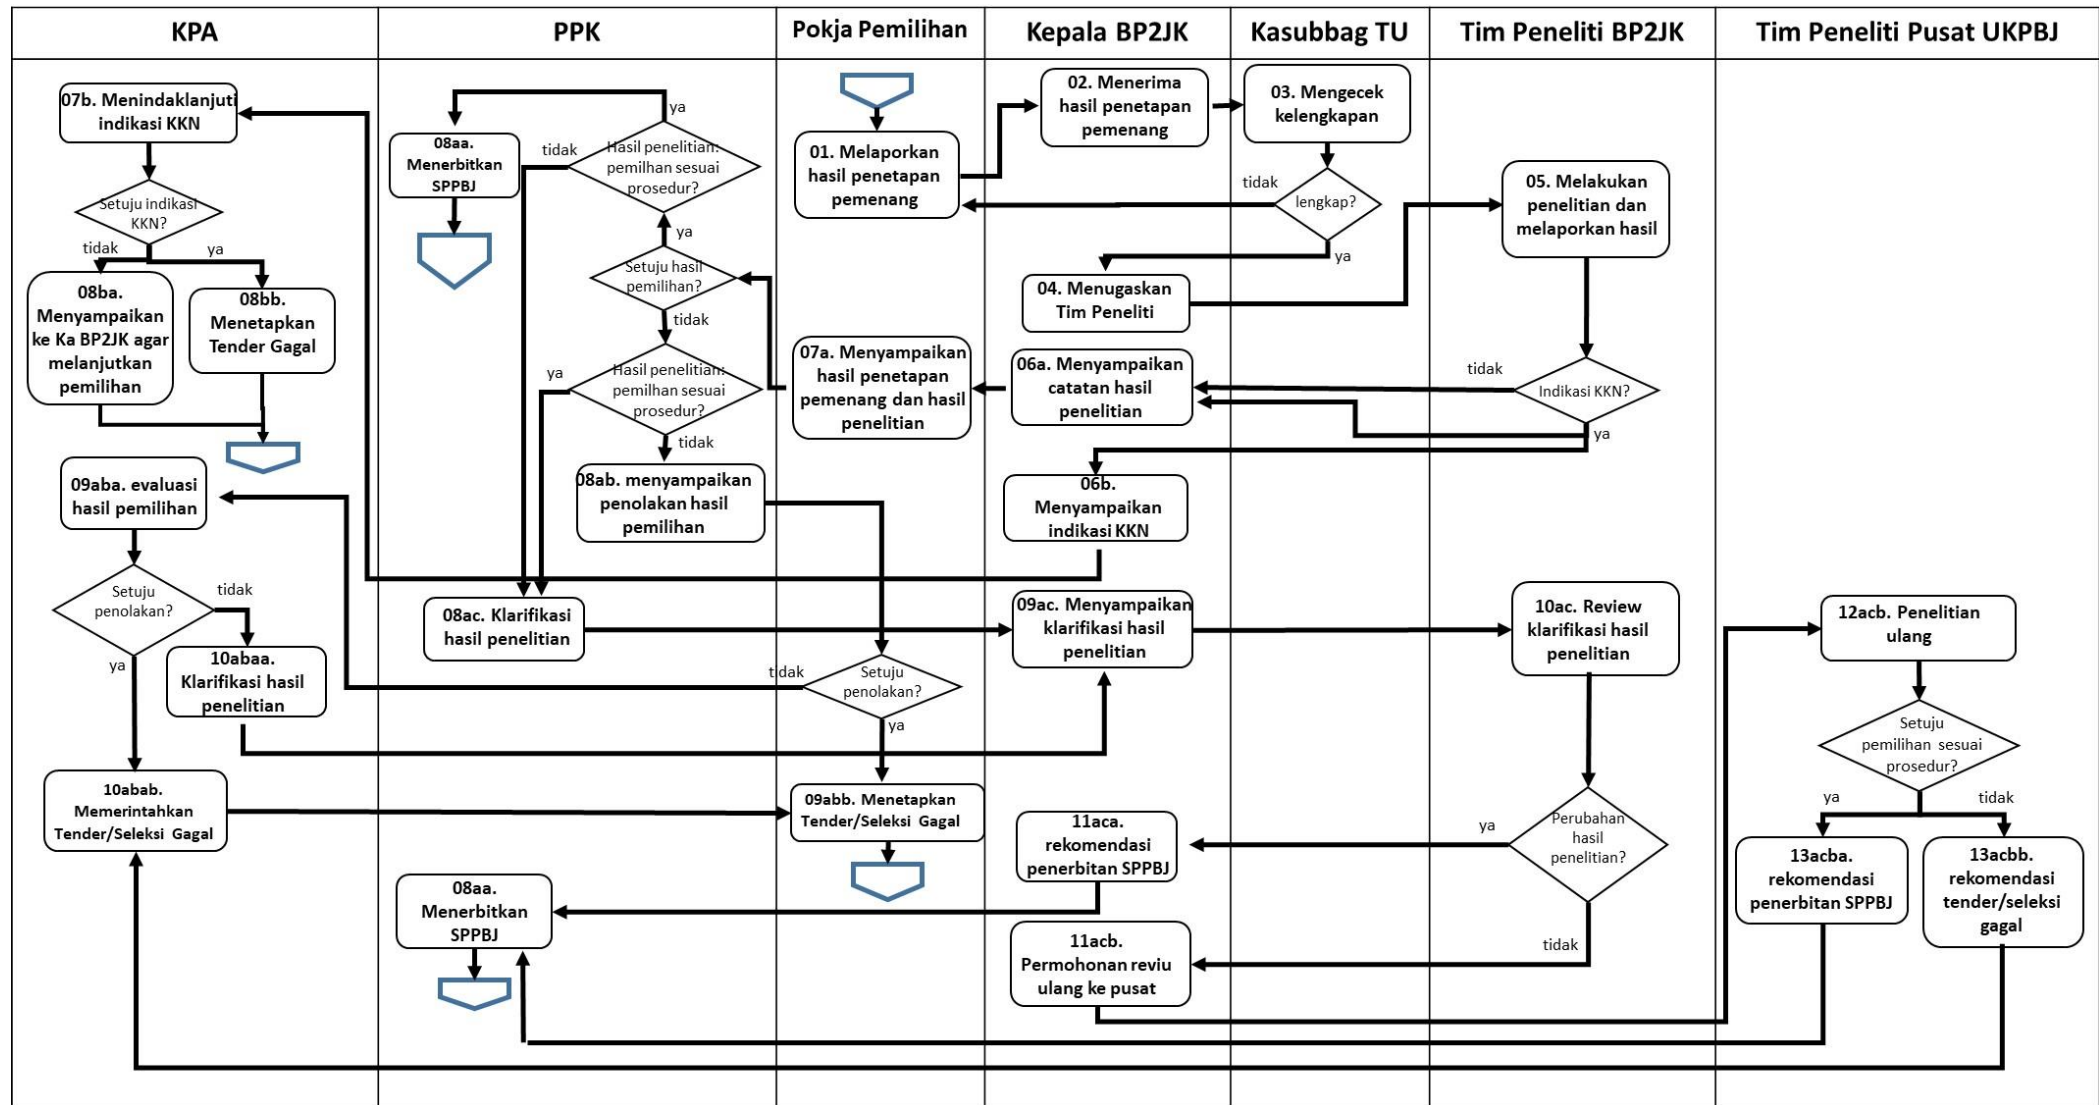 KPA
PPK
Pokja Pemilihan
Kepala BP2JK
Kasubbag TU
Tim Peneliti BP2JK
Tim Peneliti Pusat UKPBJ
07b. Menindaklanjuti
indikasi KKN
Setuju indikasi
KKN?
tidak
ya
08ba.
Menyampaikan
ke Ka BP2JK agar
melanjutkan
pemilihan
08bb.
Menetapkan
Tender Gagal
09aba. evaluasi
hasil pemilihan
Setuju
penolakan?
tidak
ya
10abaa.
Klarifikasi hasil
penelitian
10abab.
Memerintahkan
Tender/Seleksi Gagal
ya
08aa.
Menerbitkan
SPPBJ
tidak
Hasil penelitian:
pemilhan sesuai
prosedur?
ya
Setuju hasil
pemilihan?
tidak
Hasil penelitian:
pemilhan sesuai
prosedur?
ya
tidak
08ab. menyampaikan
penolakan hasil
pemilihan
08ac. Klarifikasi
hasil penelitian
08aa.
Menerbitkan
SPPBJ
01. Melaporkan
hasil penetapan
pemenang
07a. Menyampaikan
hasil penetapan
pemenang dan hasil
penelitian
tidak
Setuju
penolakan?
ya
09abb. Menetapkan
Tender/Seleksi Gagal
02. Menerima
hasil penetapan
pemenang
04. Menugaskan
Tim Peneliti
06a. Menyampaikan
catatan hasil
penelitian
06b.
Menyampaikan
indikasi KKN
09ac. Menyampaikan
klarifikasi hasil
penelitian
11aca.
rekomendasi
penerbitan SPPBJ
11acb.
Permohonan reviu
ulang ke pusat
03. Mengecek
kelengkapan
tidak
lengkap?
ya
05. Melakukan
penelitian dan
melaporkan hasil
tidak
Indikasi KKN?
ya
10ac. Review
klarifikasi hasil
penelitian
ya
Perubahan
hasil
penelitian?
tidak
12acb. Penelitian
ulang
Setuju
pemilihan sesuai
prosedur?
ya
tidak
13acba.
rekomendasi
penerbitan SPPBJ
13acbb.
rekomendasi
tender/seleksi
gagal